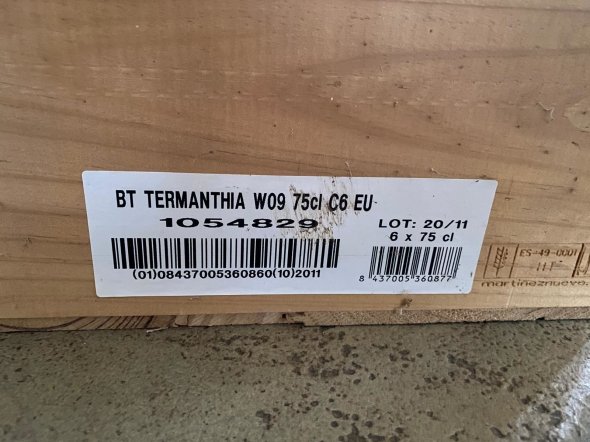 BT TERMANTHIA W09 75cl C6 EU
1054829
LOT: 20/11
6 x 75 cl
(01)08437005360860(10)2011
8 437005 360877
ES-49-0001
HT
martineznuevo.